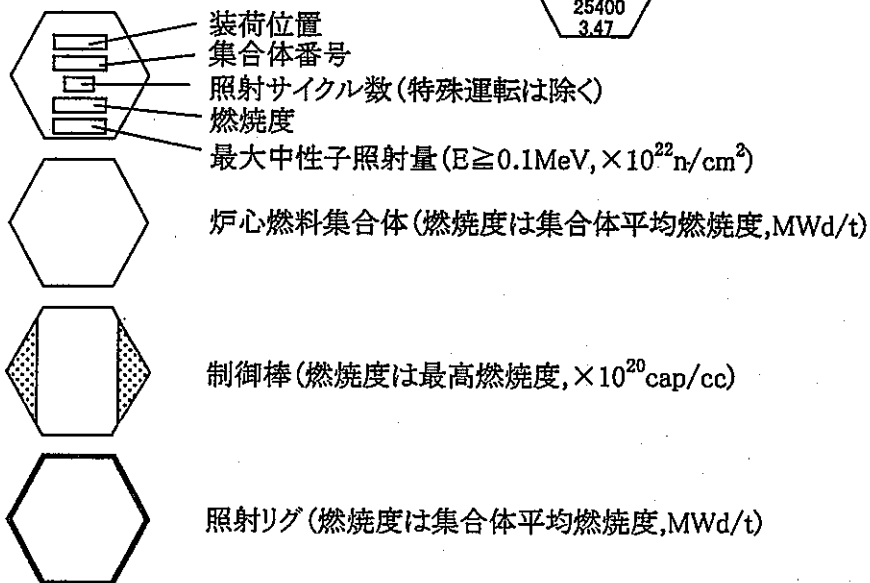 25400
3.47
装荷位置
集合体番号
照射サイクル数(特殊運転は除く)
燃焼度
最大中性子照射量(E≧0.1MeV,×10²²n/cm²)
炉心燃料集合体(燃焼度は集合体平均燃焼度,MWd/t)
制御棒(燃焼度は最高燃焼度,×10²⁰cap/cc)
照射リグ(燃焼度は集合体平均燃焼度,MWd/t)